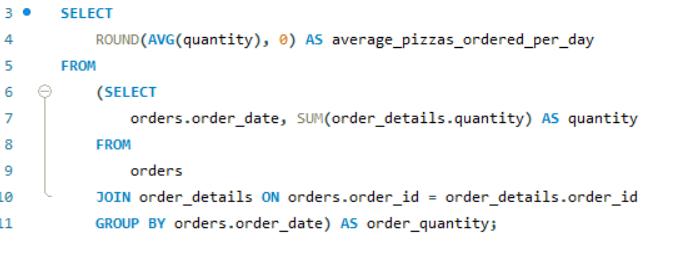 3 SELECT
4 ROUND(AVG(quantity), 0) AS average_pizzas_ordered_per_day
5 FROM
6 (SELECT
7 orders.order_date, SUM(order_details.quantity) AS quantity
8 FROM
9 orders
10 JOIN order_details ON orders.order_id = order_details.order_id
11 GROUP BY orders.order_date) AS order_quantity;